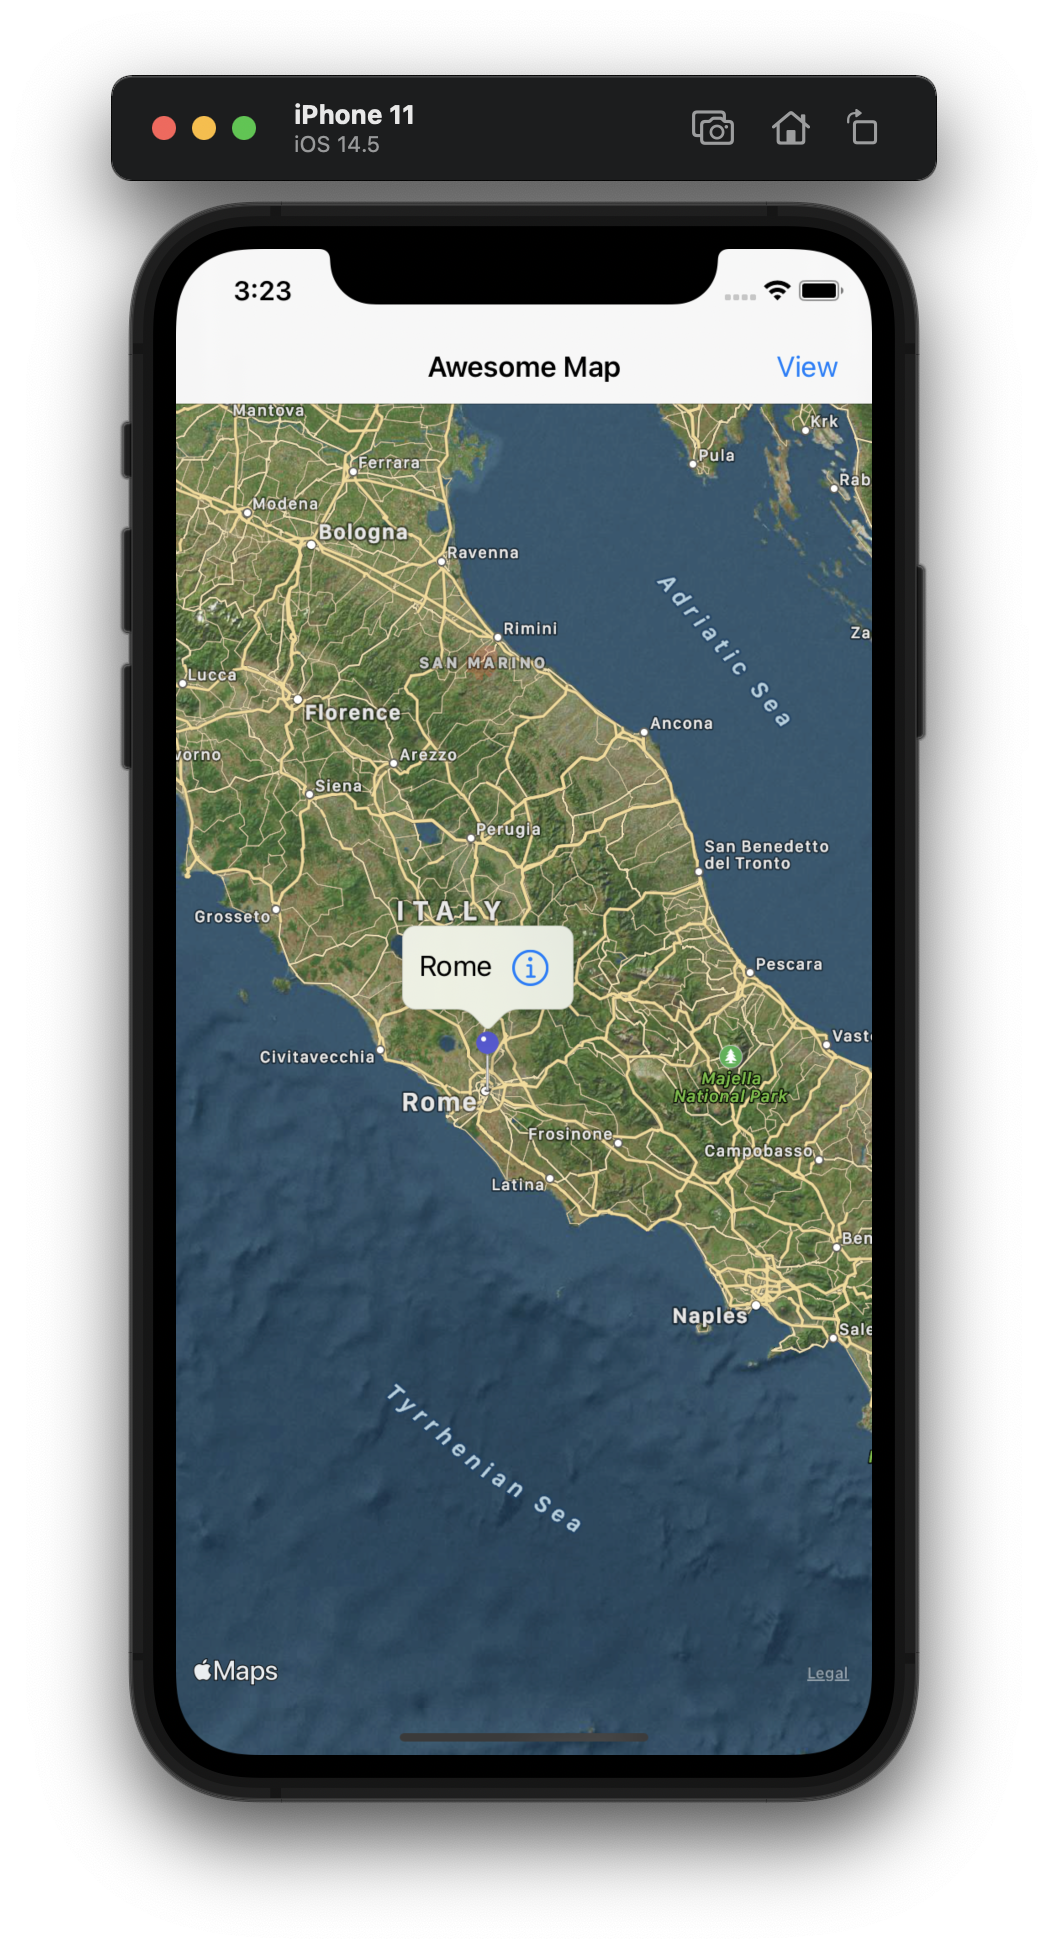 iPhone 11
iOS 14.5
3:23
Awesome Map
View
Mantova
Krk
Ferrara
Pula
Rab
Modena
Bologna
Ravenna
Adriatic Sea
Rimini
Za
SAN MARINO
Lucca
Florence
Ancona
vorno
Arezzo
Siena
Perugia
San Benedetto
del Tronto
ITALY
Grosseto
Rome
Pescara
Vast
Civitavecchia
Majella
National Park
Rome
Frosinone
Campobasso
Latina
Ben
Naples
Sale
Tyrrhenian Sea
Maps
Legal